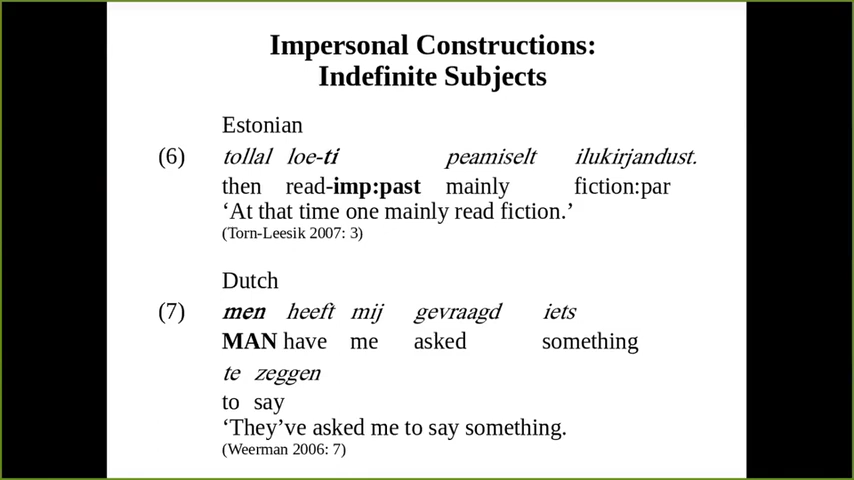 Impersonal Constructions:
Indefinite Subjects
Estonian
(6) tollal loe-ti peamiselt ilukirjandust.
then read-imp:past mainly fiction:par
‘At that time one mainly read fiction.’
(Torn-Leesik 2007: 3)
Dutch
(7) men heeft mij gevraagd iets
MAN have me asked something
te zeggen
to say
‘They’ve asked me to say something.
(Weerman 2006: 7)